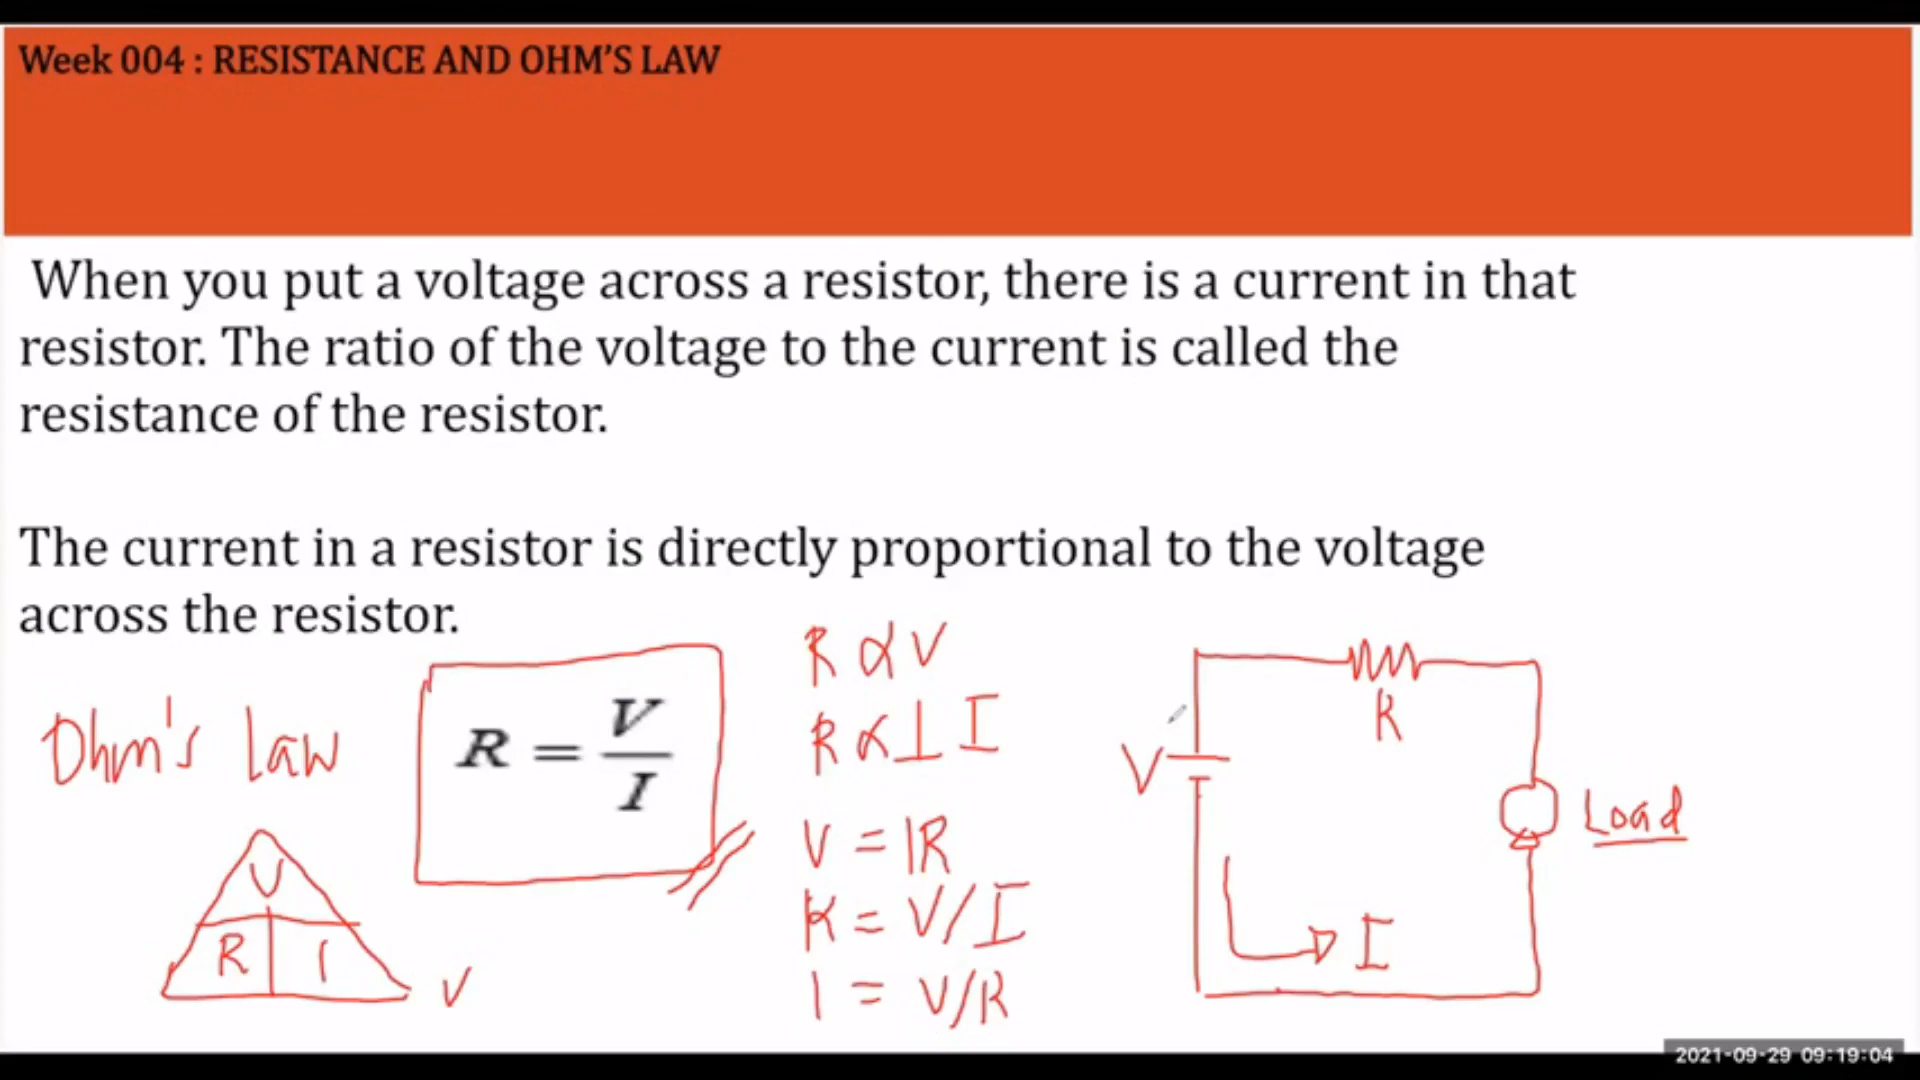 Week 004 : RESISTANCE AND OHM'S LAW
When you put a voltage across a resistor, there is a current in that
resistor. The ratio of the voltage to the current is called the
resistance of the resistor.
The current in a resistor is directly proportional to the voltage
across the resistor.
Ohm's law
R = V/I
R ∝ V
R ∝ I I
V = IR
R = V/I
I = V/R
V
R I
V
R
V
Load
I
2021-09-29 09:19:04